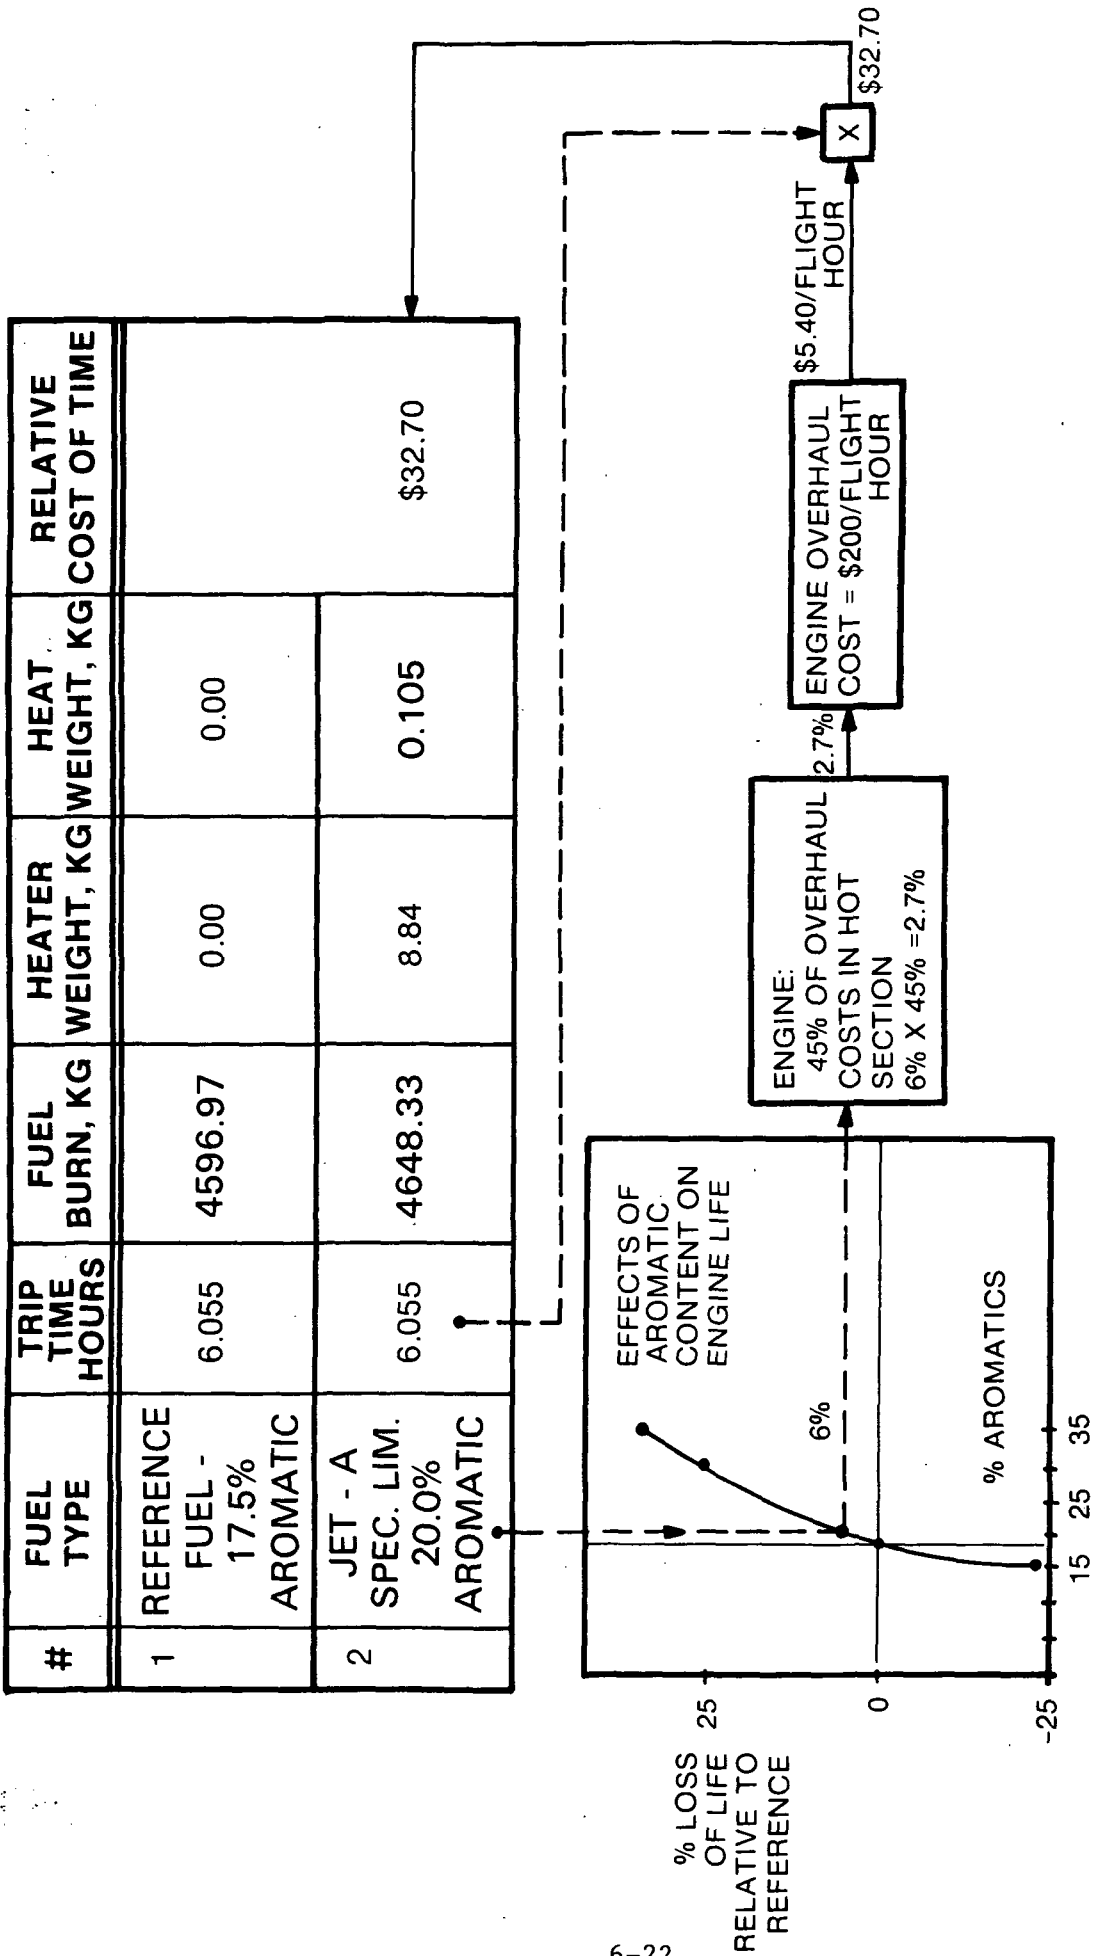 #
FUEL
TYPE
TRIP
TIME
HOURS
FUEL
BURN, KG
HEATER
WEIGHT, KG
HEAT
WEIGHT, KG
RELATIVE
COST OF TIME
1
REFERENCE
FUEL -
17.5%
AROMATIC
6.055
4596.97
0.00
0.00
2
JET - A
SPEC. LIM.
20.0%
AROMATIC
6.055
4648.33
8.84
0.105
$32.70
% LOSS
OF LIFE
RELATIVE TO
REFERENCE
25
0
-25
EFFECTS OF
AROMATIC
CONTENT ON
ENGINE LIFE
6%
% AROMATICS
15
25
35
ENGINE:
45% OF OVERHAUL
COSTS IN HOT
SECTION
6% X 45% =2.7%
2.7%
ENGINE OVERHAUL
COST = $200/FLIGHT
HOUR
$5.40/FLIGHT
HOUR
X
$32.70
6-22